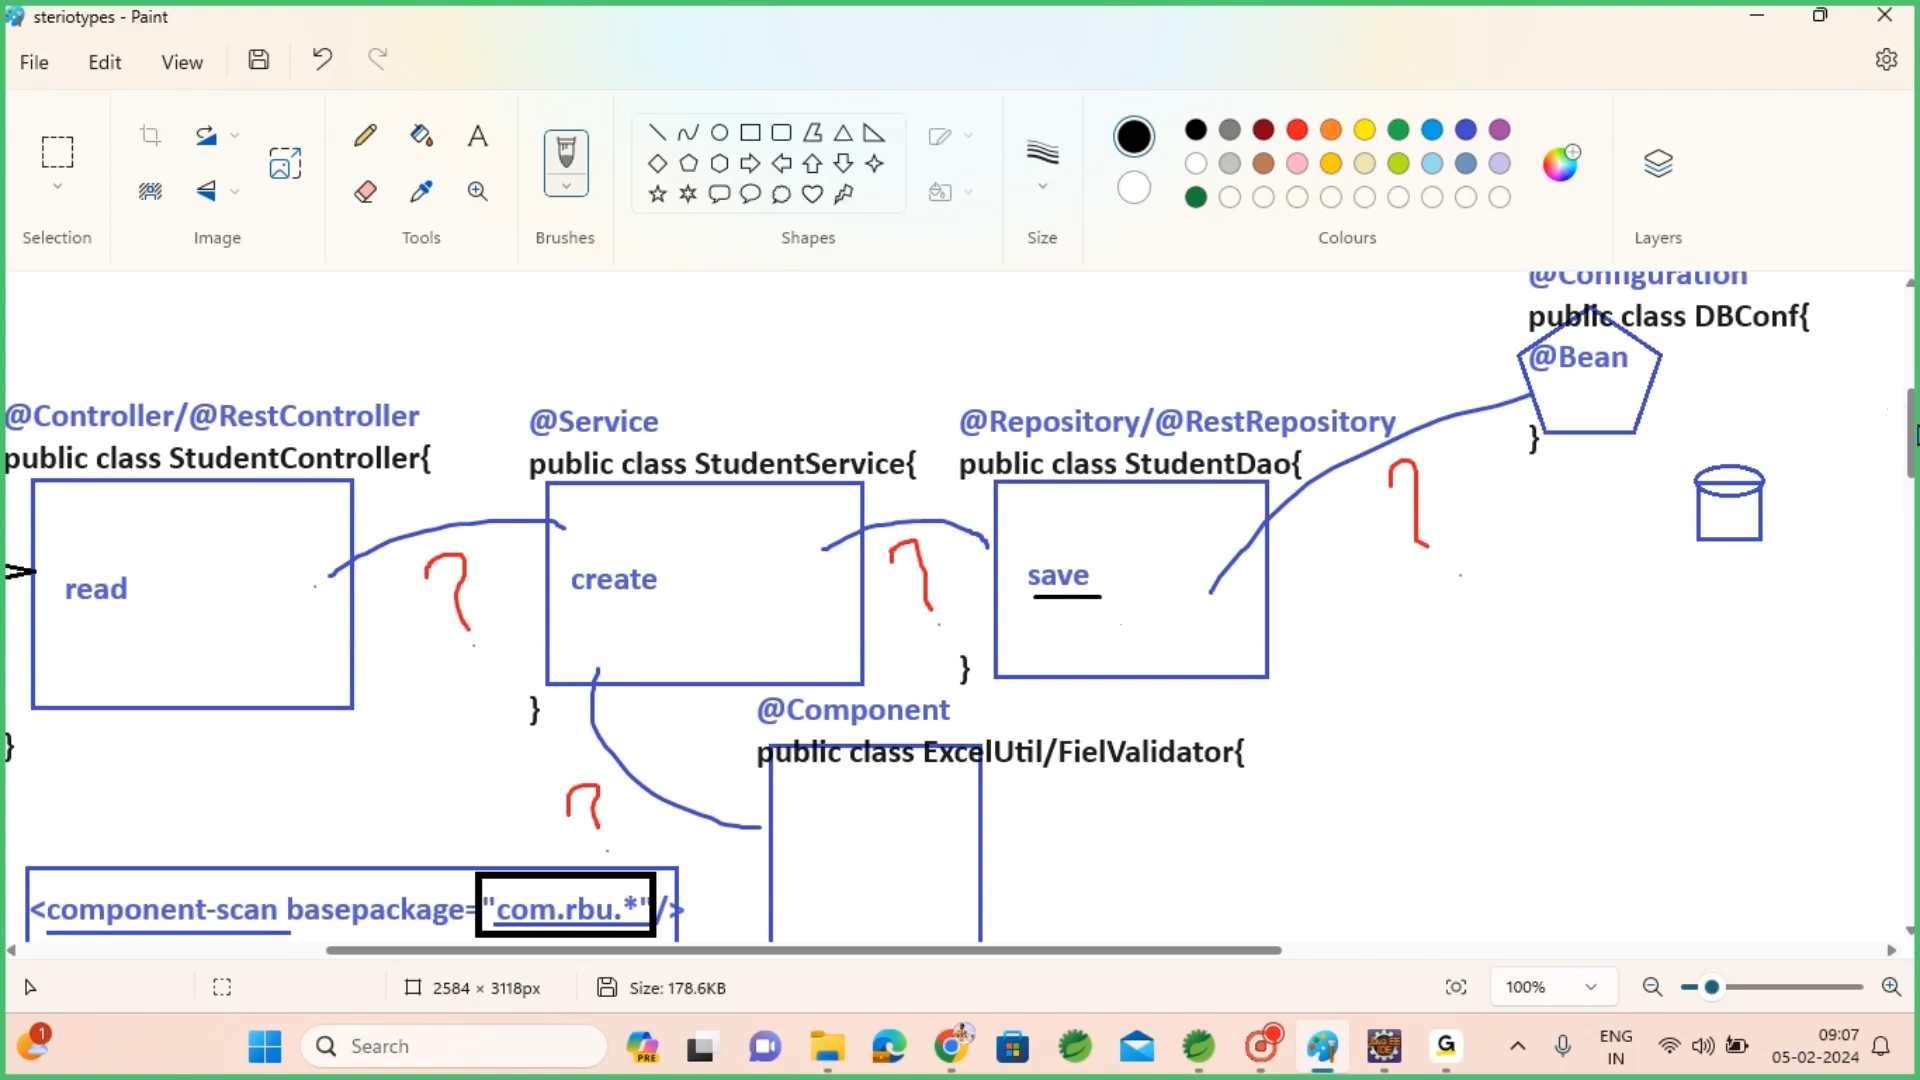 steriotypes - Paint
File Edit View
Selection Image Tools Brushes Shapes Size Colours Layers
@Configuration
public class DBConf{
@Bean
}
@Controller/@RestController
public class StudentController{
read
}
@Service
public class StudentService{
create
}
@Repository/@RestRepository
public class StudentDao{
save
}
@Component
public class ExcelUtil/FielValidator{
<component-scan basepackage="com.rbu.*"/>
2584 × 3118px
Size: 178.6KB
100%
1
Search
PRE
G
ENG
IN
09:07
05-02-2024